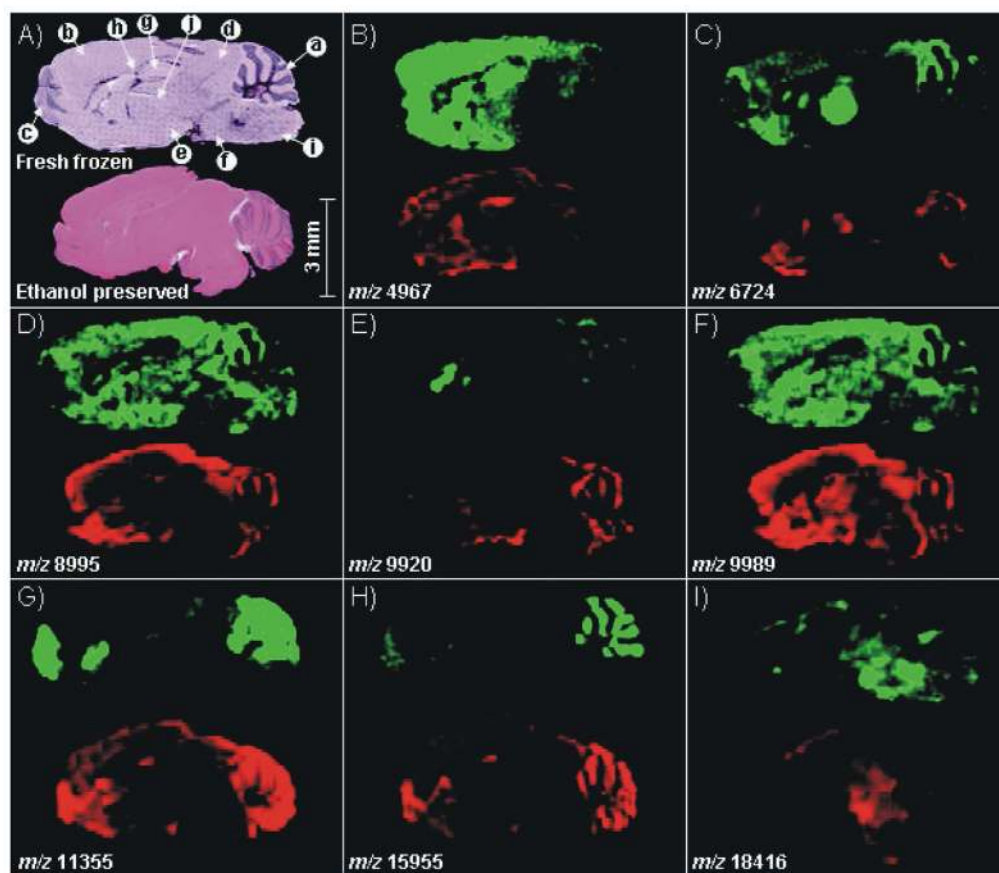 A)
b
h
g
j
d
a
c
e
f
i
Fresh frozen
Ethanol preserved
3 mm
B)
m/z 4967
C)
m/z 6724
D)
m/z 8995
E)
m/z 9920
F)
m/z 9989
G)
m/z 11355
H)
m/z 15955
I)
m/z 18416